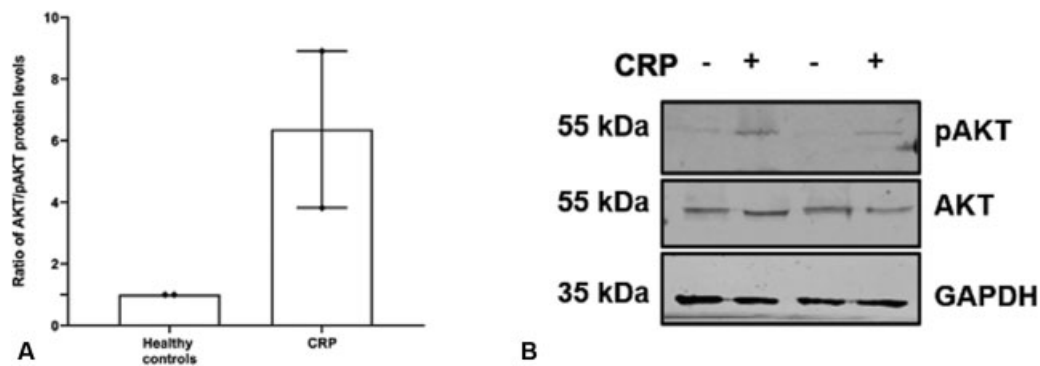 Ratio of AKT/pAKT protein levels
10
8
6
4
2
0
Healthy
controls
CRP
A
CRP - + - +
55 kDa pAKT
55 kDa AKT
35 kDa GAPDH
B